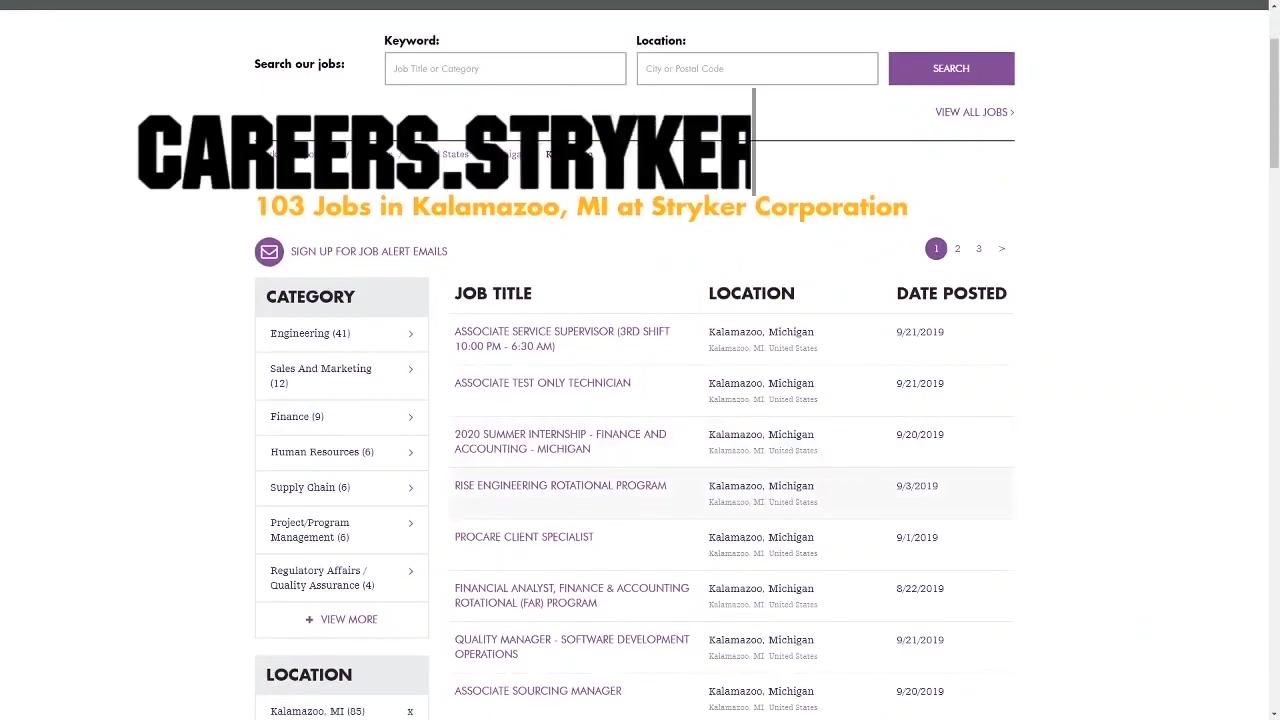 Keyword:
Location:
Search our jobs:
Job Title or Category
City or Postal Code
SEARCH
VIEW ALL JOBS >
CAREERS.STRYKER
States
103 Jobs in Kalamazoo, MI at Stryker Corporation
SIGN UP FOR JOB ALERT EMAILS
1 2 3 >
CATEGORY
Engineering (41) >
Sales And Marketing >
(12)
Finance (9) >
Human Resources (6) >
Supply Chain (6) >
Project/Program >
Management (6)
Regulatory Affairs / >
Quality Assurance (4)
+ VIEW MORE
LOCATION
Kalamazoo, MI (85) x
JOB TITLE LOCATION DATE POSTED
ASSOCIATE SERVICE SUPERVISOR (3RD SHIFT Kalamazoo, Michigan 9/21/2019
10:00 PM - 6:30 AM) Kalamazoo, MI, United States
ASSOCIATE TEST ONLY TECHNICIAN Kalamazoo, Michigan 9/21/2019
Kalamazoo, MI, United States
2020 SUMMER INTERNSHIP - FINANCE AND Kalamazoo, Michigan 9/20/2019
ACCOUNTING - MICHIGAN Kalamazoo, MI, United States
RISE ENGINEERING ROTATIONAL PROGRAM Kalamazoo, Michigan 9/3/2019
Kalamazoo, MI, United States
PROCARE CLIENT SPECIALIST Kalamazoo, Michigan 9/1/2019
Kalamazoo, MI, United States
FINANCIAL ANALYST, FINANCE & ACCOUNTING Kalamazoo, Michigan 8/22/2019
ROTATIONAL (FAR) PROGRAM Kalamazoo, MI, United States
QUALITY MANAGER - SOFTWARE DEVELOPMENT Kalamazoo, Michigan 9/21/2019
OPERATIONS Kalamazoo, MI, United States
ASSOCIATE SOURCING MANAGER Kalamazoo, Michigan 9/20/2019
Kalamazoo, MI, United States